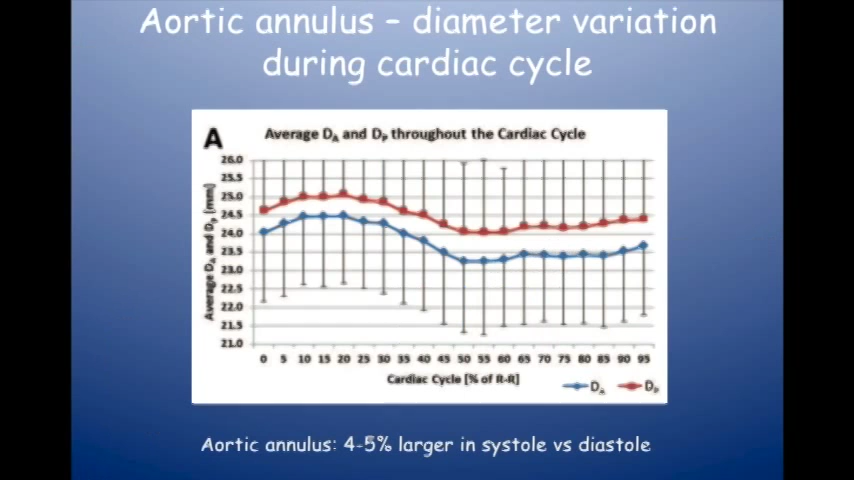 Aortic annulus – diameter variation
during cardiac cycle
A
Average DA and DP throughout the Cardiac Cycle
Average DA and DP [mm]
26.0
25.5
25.0
24.5
24.0
23.5
23.0
22.5
22.0
21.5
21.0
0 5 10 15 20 25 30 35 40 45 50 55 60 65 70 75 80 85 90 95
Cardiac Cycle [% of R-R]
DA DP
Aortic annulus: 4-5% larger in systole vs diastole